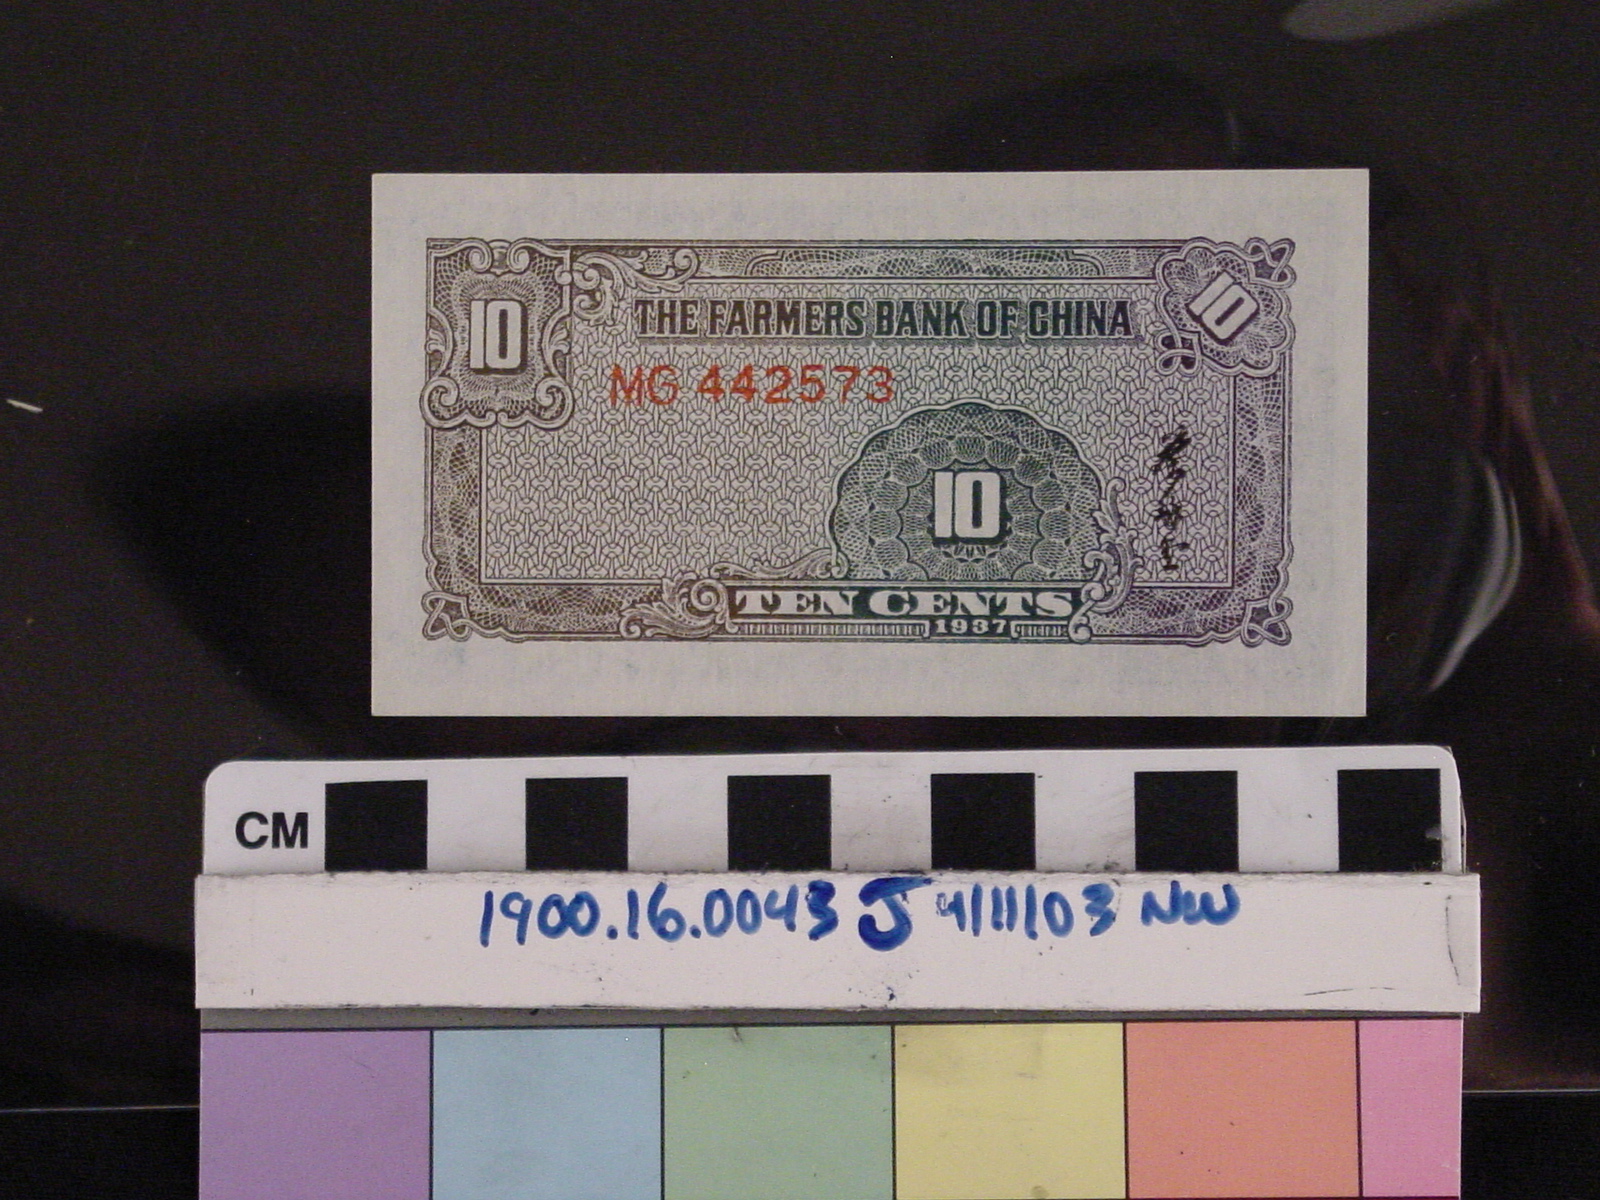 10
10
THE FARMERS BANK OF CHINA
MG 442573
10
TEN CENTS
1937
CM
1900.16.0043 J 4/11/03 NW